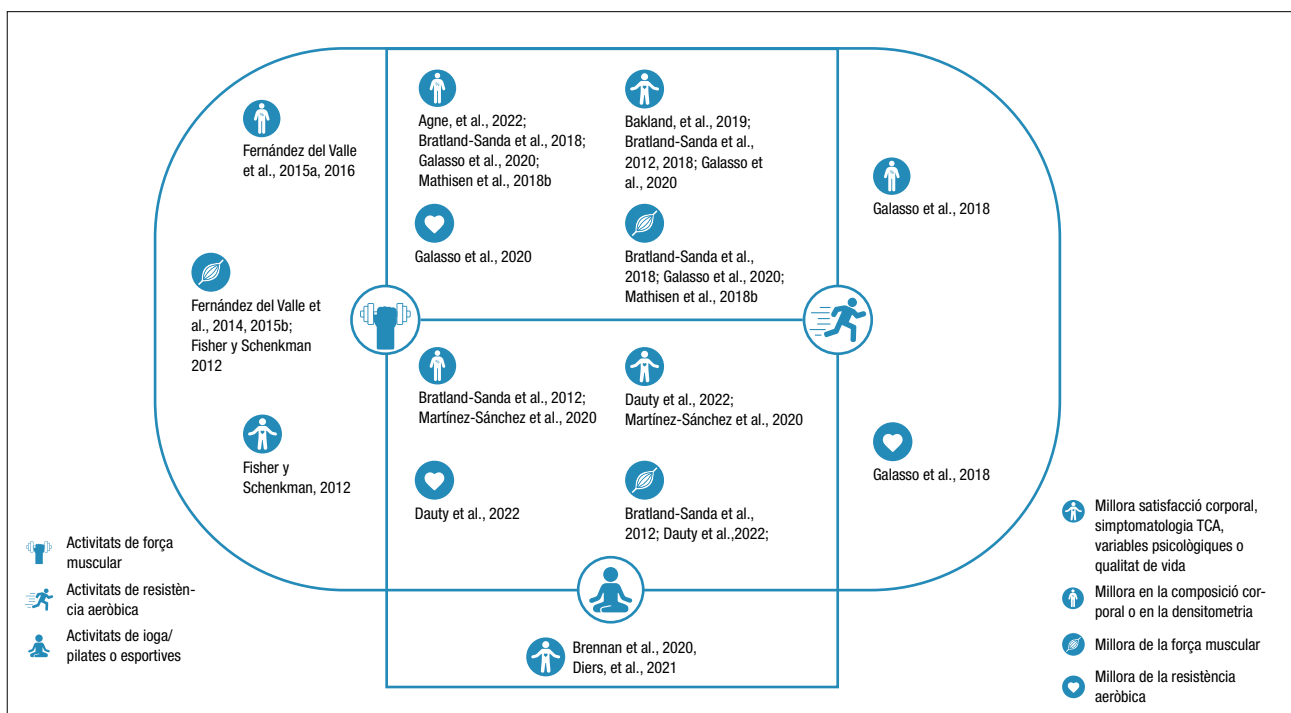 Fernández del Valle
et al., 2015a, 2016
Fernández del Valle et
al., 2014, 2015b;
Fisher y Schenkman
2012
Fisher y
Schenkman, 2012
Agne, et al., 2022;
Bratland-Sanda et al., 2018;
Galasso et al., 2020;
Mathisen et al., 2018b
Bakland, et al., 2019;
Bratland-Sanda et al.,
2012, 2018; Galasso et
al., 2020
Galasso et al., 2020
Bratland-Sanda et al.,
2018; Galasso et al., 2020;
Mathisen et al., 2018b
Bratland-Sanda et al., 2012;
Martínez-Sánchez et al., 2020
Dauty et al., 2022;
Martínez-Sánchez et al., 2020
Dauty et al., 2022
Bratland-Sanda et al.,
2012; Dauty et al.,2022;
Galasso et al., 2018
Galasso et al., 2018
Brennan et al., 2020,
Diers, et al., 2021
Activitats de força
muscular
Activitats de resistèn-
cia aeròbica
Activitats de ioga/
pilates o esportives
Millora satisfacció corporal,
simptomatologia TCA,
variables psicològiques o
qualitat de vida
Millora en la composició cor-
poral o en la densitometria
Millora de la força muscular
Millora de la resistència
aeròbica